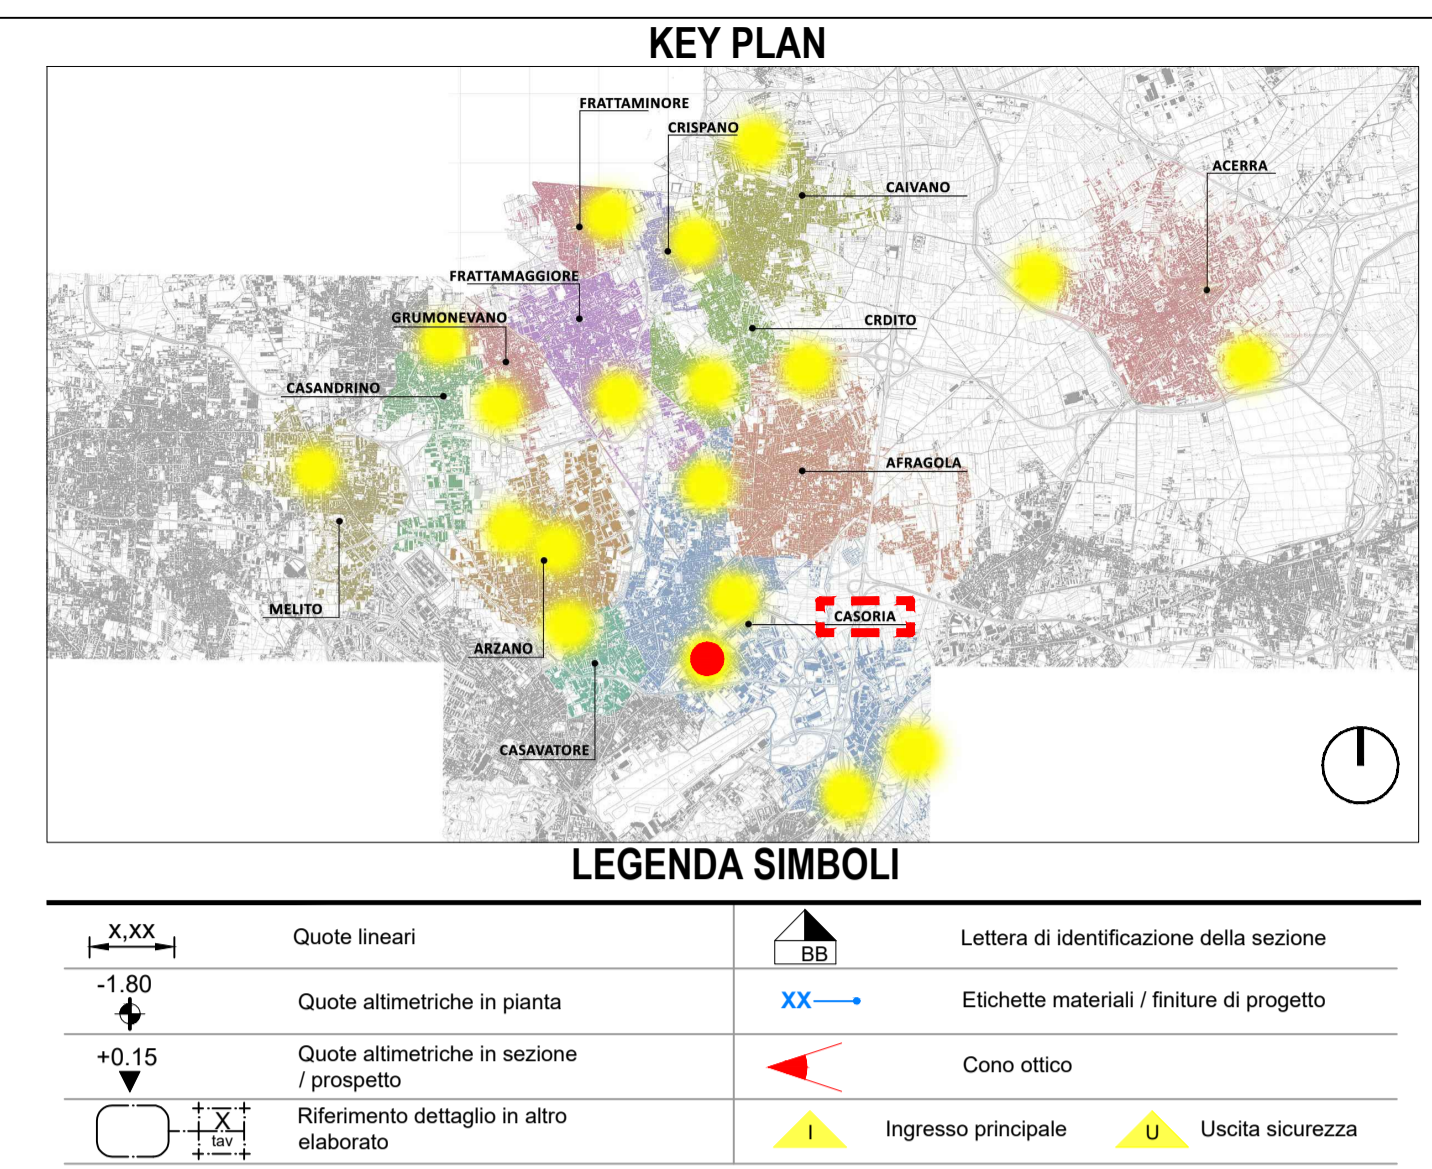 KEY PLAN
FRATTAMINORE
CRISPANO
ACERRA
CAIVANO
FRATTAMAGGIORE
GRUMONEVANO
CRDITO
CASANDRINO
AFRAGOLA
MELITO
CASORIA
ARZANO
CASAVATORE
LEGENDA SIMBOLI
x,xx
Quote lineari
BB
Lettera di identificazione della sezione
-1.80
Quote altimetriche in pianta
XX
Etichette materiali / finiture di progetto
+0.15
Quote altimetriche in sezione
/ prospetto
Cono ottico
X
tav
Riferimento dettaglio in altro
elaborato
I
Ingresso principale
U
Uscita sicurezza